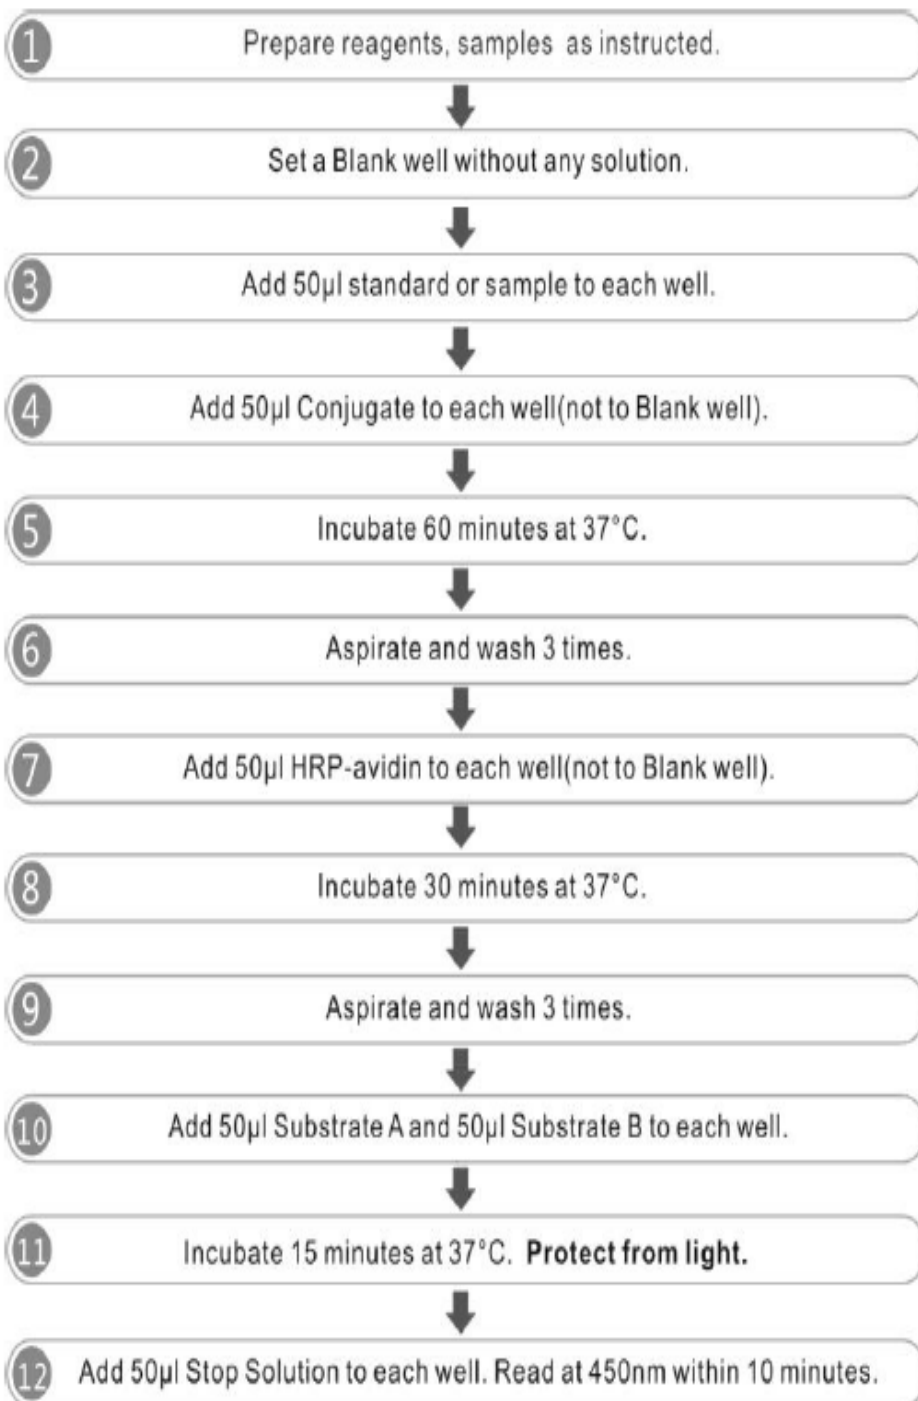 1 Prepare reagents, samples as instructed.
2 Set a Blank well without any solution.
3 Add 50μl standard or sample to each well.
4 Add 50μl Conjugate to each well(not to Blank well).
5 Incubate 60 minutes at 37°C.
6 Aspirate and wash 3 times.
7 Add 50μl HRP-avidin to each well(not to Blank well).
8 Incubate 30 minutes at 37°C.
9 Aspirate and wash 3 times.
10 Add 50μl Substrate A and 50μl Substrate B to each well.
11 Incubate 15 minutes at 37°C. Protect from light.
12 Add 50μl Stop Solution to each well. Read at 450nm within 10 minutes.